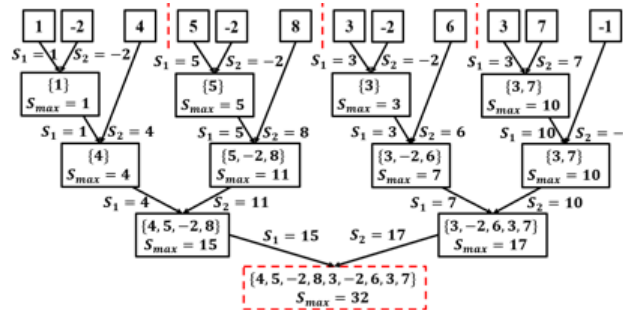 1 -2 4 5 -2 8 3 -2 6 3 7 -1
S₁ = 1 S₂ = −2 S₁ = 5 S₂ = −2 S₁ = 3 S₂ = −2 S₁ = 3 S₂ = 7
{1} {5} {3} {3, 7}
Sₘₐₓ = 1 Sₘₐₓ = 5 Sₘₐₓ = 3 Sₘₐₓ = 10
S₁ = 1 S₂ = 4 S₁ = 5 S₂ = 8 S₁ = 3 S₂ = 6 S₁ = 10 S₂ = −
{4} {5, −2, 8} {3, −2, 6} {3, 7}
Sₘₐₓ = 4 Sₘₐₓ = 11 Sₘₐₓ = 7 Sₘₐₓ = 10
S₁ = 4 S₂ = 11 S₁ = 7 S₂ = 10
{4, 5, −2, 8} {3, −2, 6, 3, 7}
Sₘₐₓ = 15 S₁ = 15 S₂ = 17 Sₘₐₓ = 17
{4, 5, −2, 8, 3, −2, 6, 3, 7}
Sₘₐₓ = 32